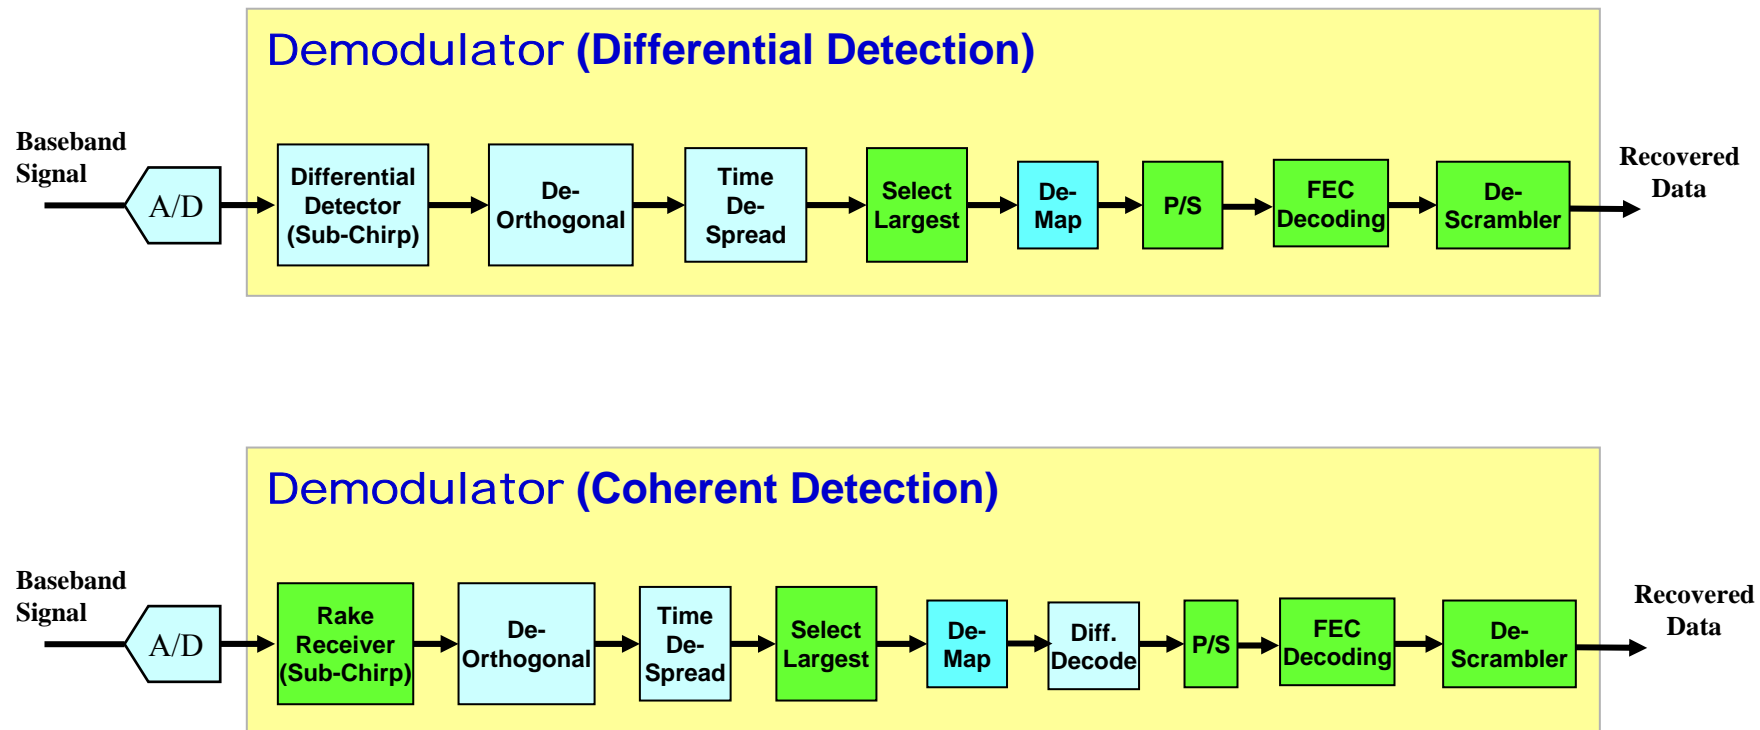 Demodulator (Differential Detection)
Baseband
Signal
A/D
Differential
Detector
(Sub-Chirp)
De-
Orthogonal
Time
De-
Spread
Select
Largest
De-
Map
P/S
FEC
Decoding
De-
Scrambler
Recovered
Data
Demodulator (Coherent Detection)
Baseband
Signal
A/D
Rake
Receiver
(Sub-Chirp)
De-
Orthogonal
Time
De-
Spread
Select
Largest
De-
Map
Diff.
Decode
P/S
FEC
Decoding
De-
Scrambler
Recovered
Data